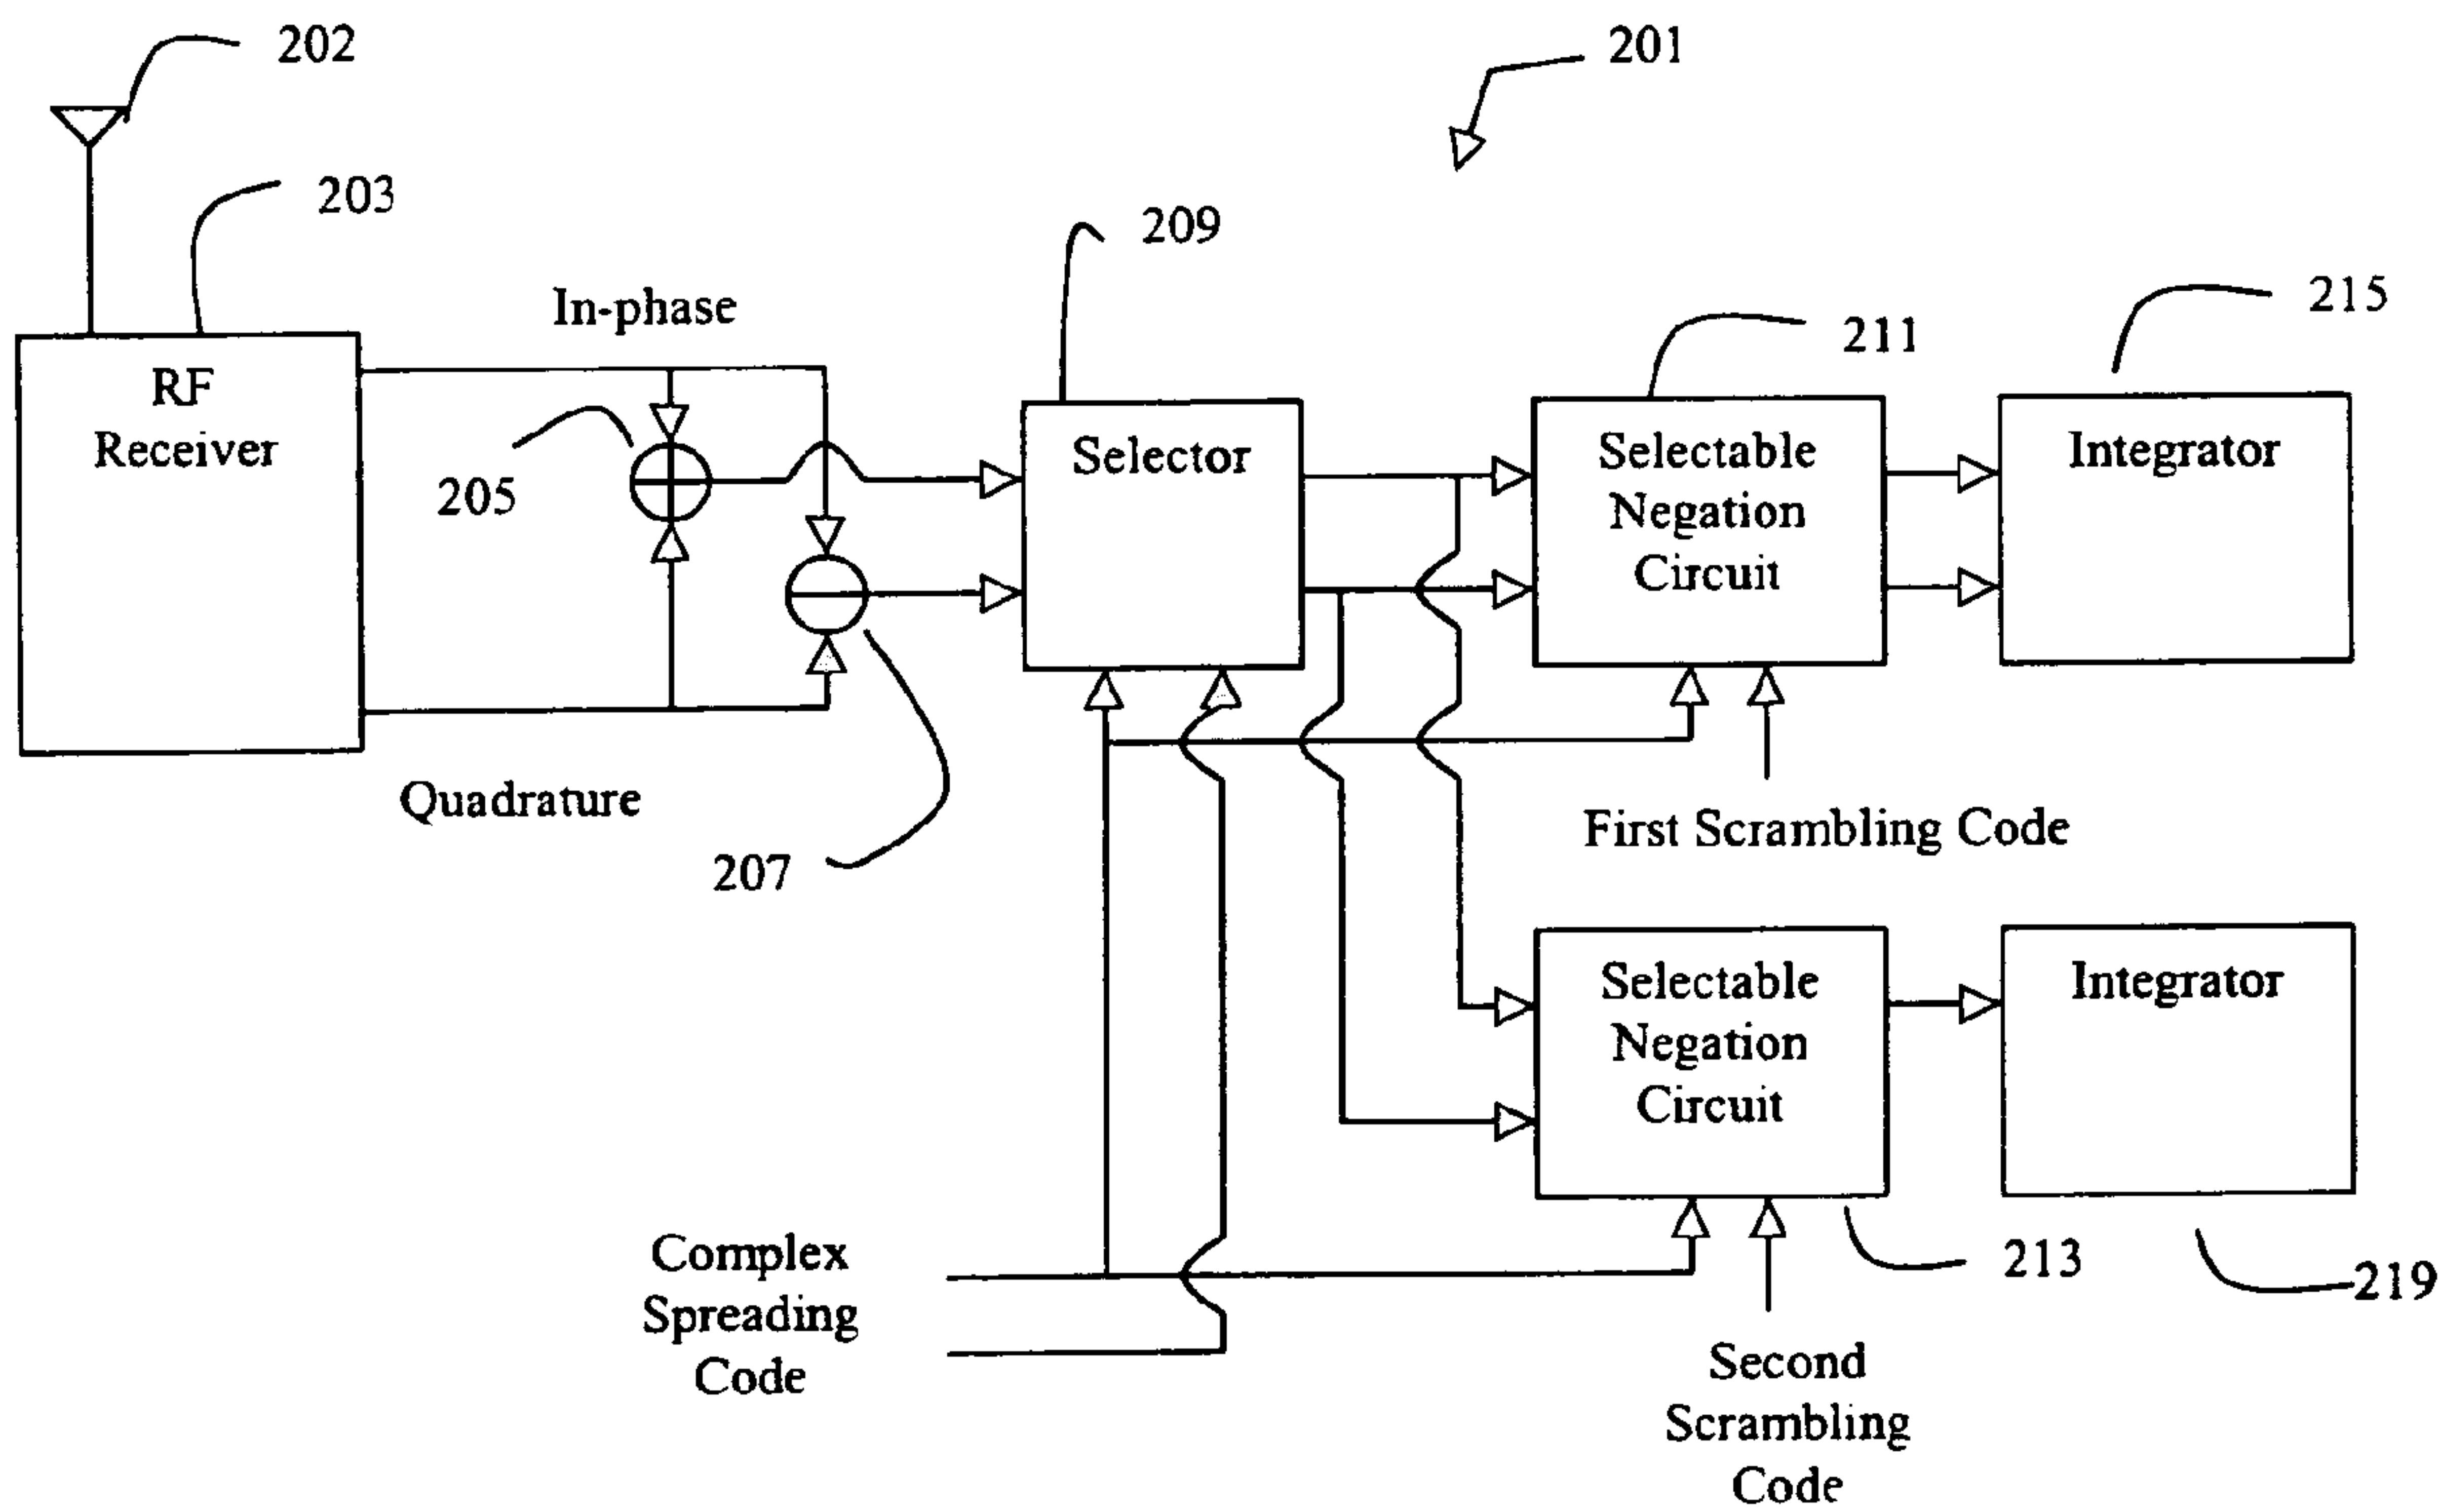 202
201
203
209
In-phase
215
211
RF
Receiver
205
Selector
Selectable
Negation
Circuit
Integrator
Quadrature
207
First Scrambling Code
Selectable
Negation
Circuit
Integrator
Complex
Spreading
Code
213
219
Second
Scrambling
Code